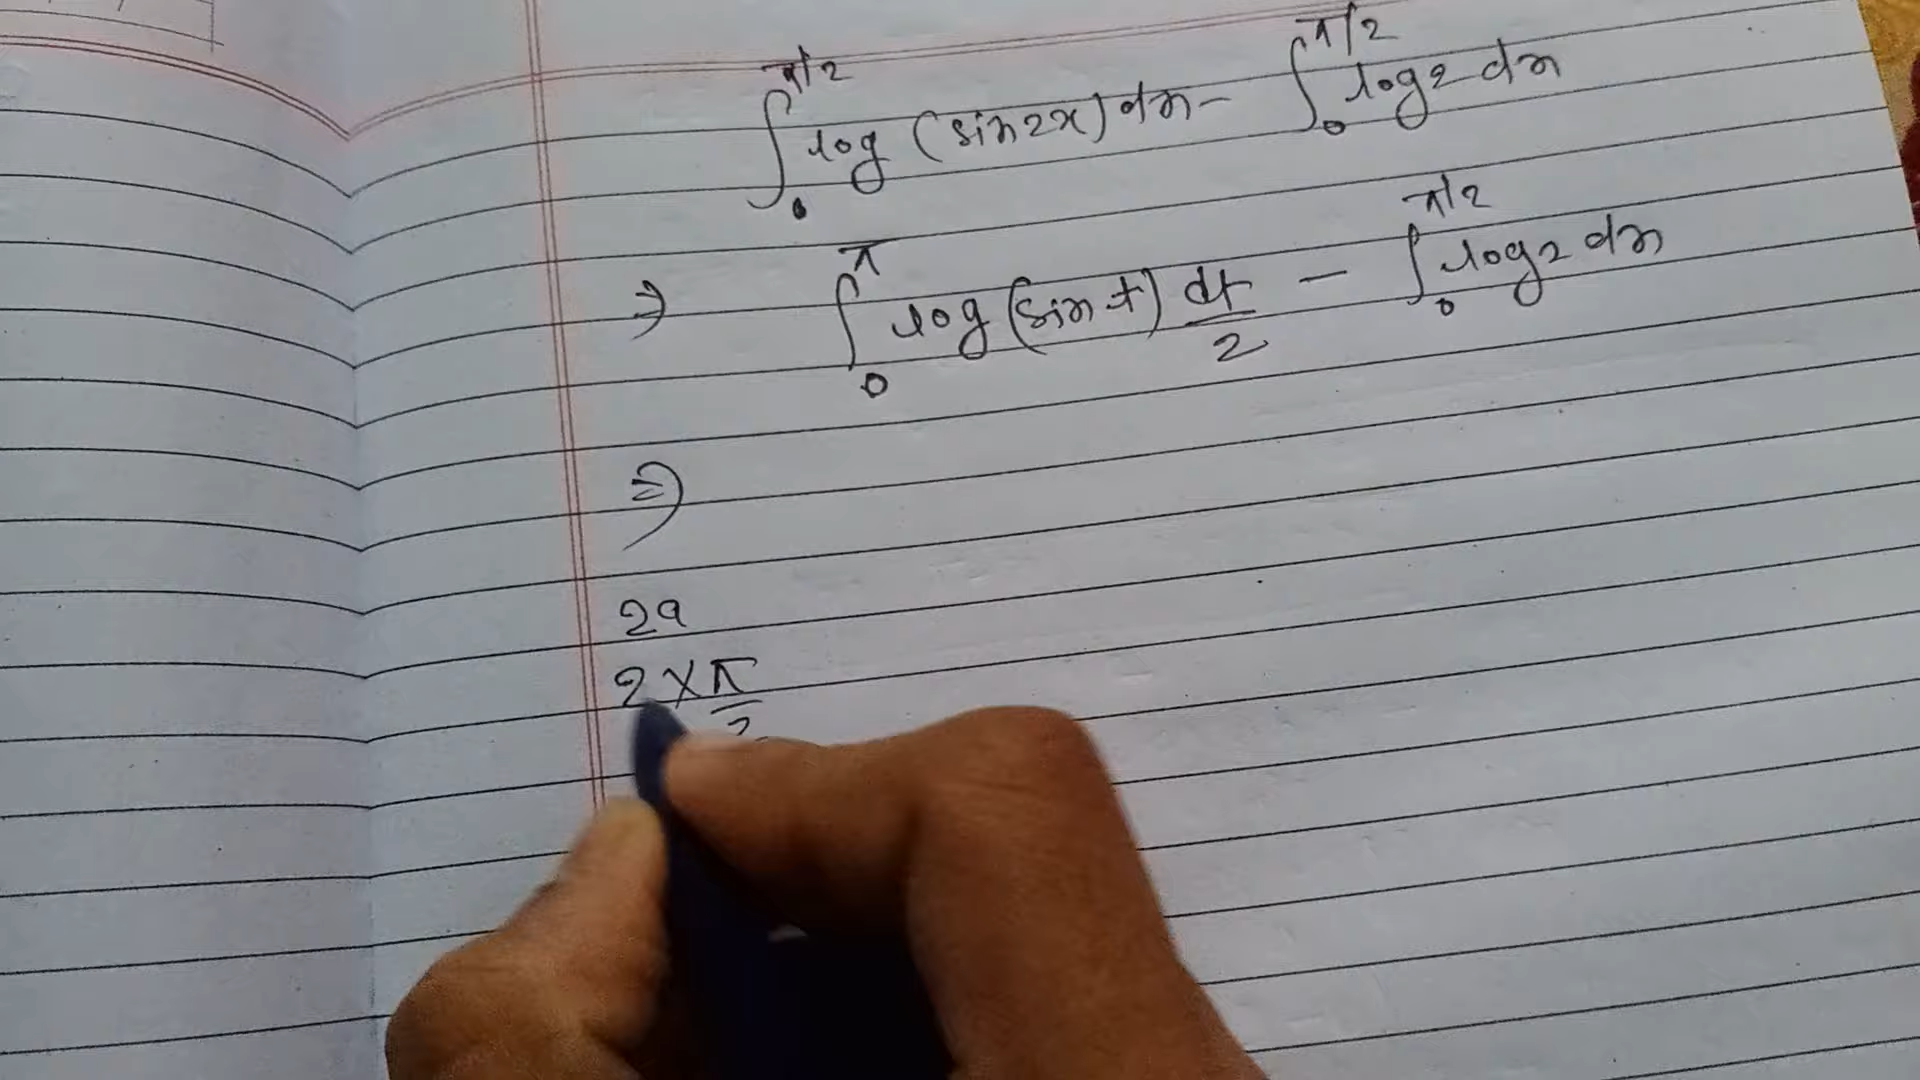 ∫₀^π/2 log (sin2x) dx - ∫₀^π/2 log2 dx
⇒ ∫₀^π log (sin t) dt/2 - ∫₀^π/2 log2 dx
⇒
2a
2 × π/2